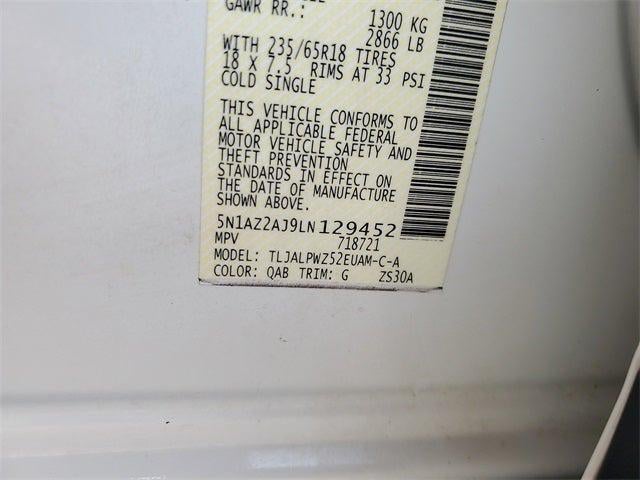 GAWR RR.: 1300 KG
2866 LB
WITH 235/65R18 TIRES
18 X 7.5 RIMS AT 33 PSI
COLD SINGLE
THIS VEHICLE CONFORMS TO
ALL APPLICABLE FEDERAL
MOTOR VEHICLE SAFETY AND
THEFT PREVENTION
STANDARDS IN EFFECT ON
THE DATE OF MANUFACTURE
SHOWN ABOVE.
5N1AZ2AJ9LN129452
MPV 718721
MODEL: TLJALPWZ52EUAM-C-A
COLOR: QAB TRIM: G ZS30A